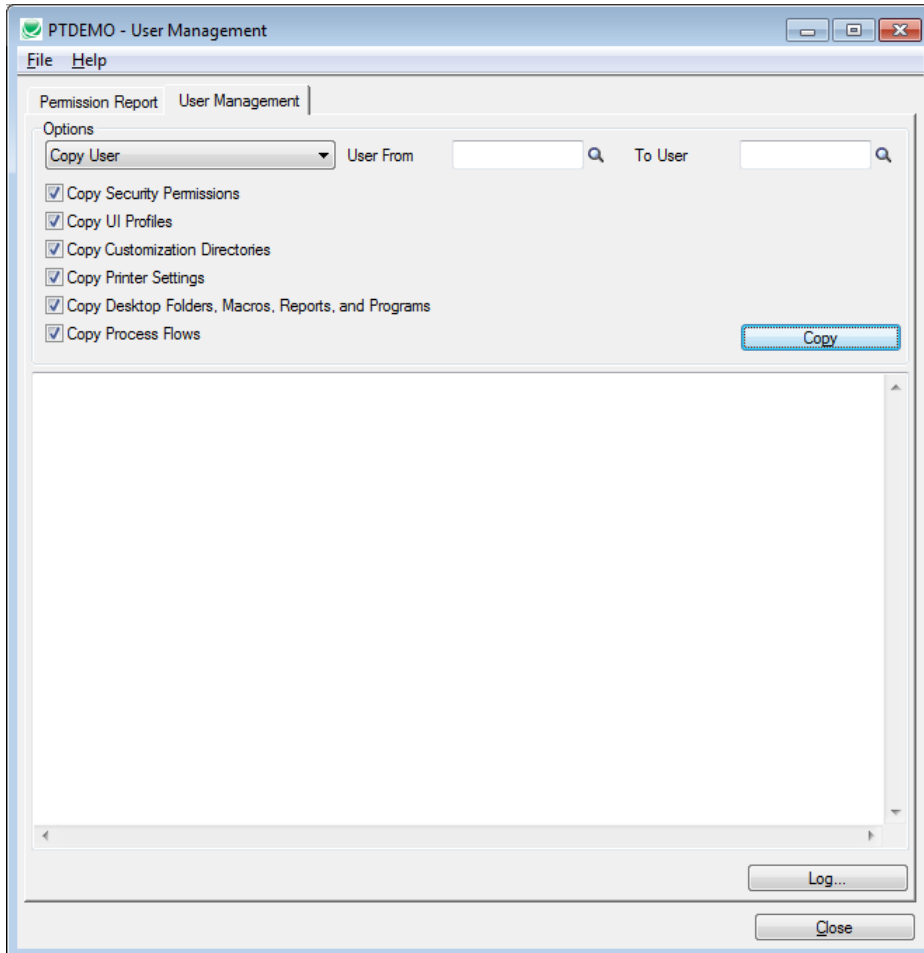 PTDEMO - User Management
File Help
Permission Report User Management
Options
Copy User User From To User
Copy Security Permissions
Copy UI Profiles
Copy Customization Directories
Copy Printer Settings
Copy Desktop Folders, Macros, Reports, and Programs
Copy Process Flows
Copy
Log...
Close